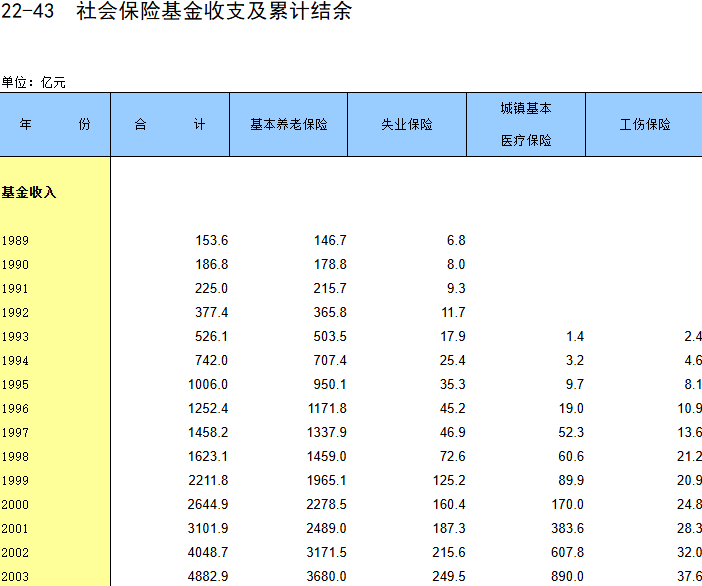 22-43 社会保险基金收支及累计结余
单位：亿元
年 份 合 计 基本养老保险 失业保险 城镇基本 医疗保险 工伤保险
基金收入
1989 153.6 146.7 6.8
1990 186.8 178.8 8.0
1991 225.0 215.7 9.3
1992 377.4 365.8 11.7
1993 526.1 503.5 17.9 1.4 2.4
1994 742.0 707.4 25.4 3.2 4.6
1995 1006.0 950.1 35.3 9.7 8.1
1996 1252.4 1171.8 45.2 19.0 10.9
1997 1458.2 1337.9 46.9 52.3 13.6
1998 1623.1 1459.0 72.6 60.6 21.2
1999 2211.8 1965.1 125.2 89.9 20.9
2000 2644.9 2278.5 160.4 170.0 24.8
2001 3101.9 2489.0 187.3 383.6 28.3
2002 4048.7 3171.5 215.6 607.8 32.0
2003 4882.9 3680.0 249.5 890.0 37.6